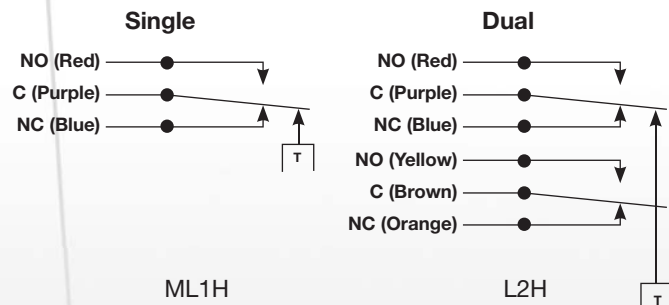 Single
NO (Red)
C (Purple)
NC (Blue)
T
ML1H
Dual
NO (Red)
C (Purple)
NC (Blue)
NO (Yellow)
C (Brown)
NC (Orange)
T
L2H